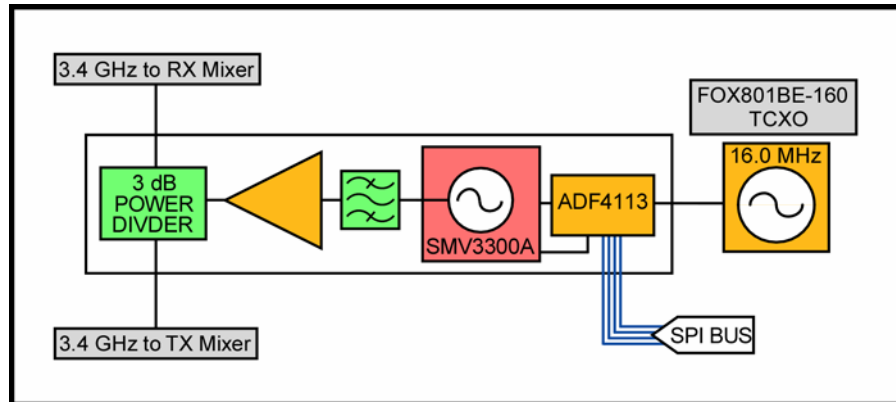 3.4 GHz to RX Mixer
FOX801BE-160
TCXO
16.0 MHz
3 dB
POWER
DIVDER
ADF4113
SMV3300A
3.4 GHz to TX Mixer
SPI BUS